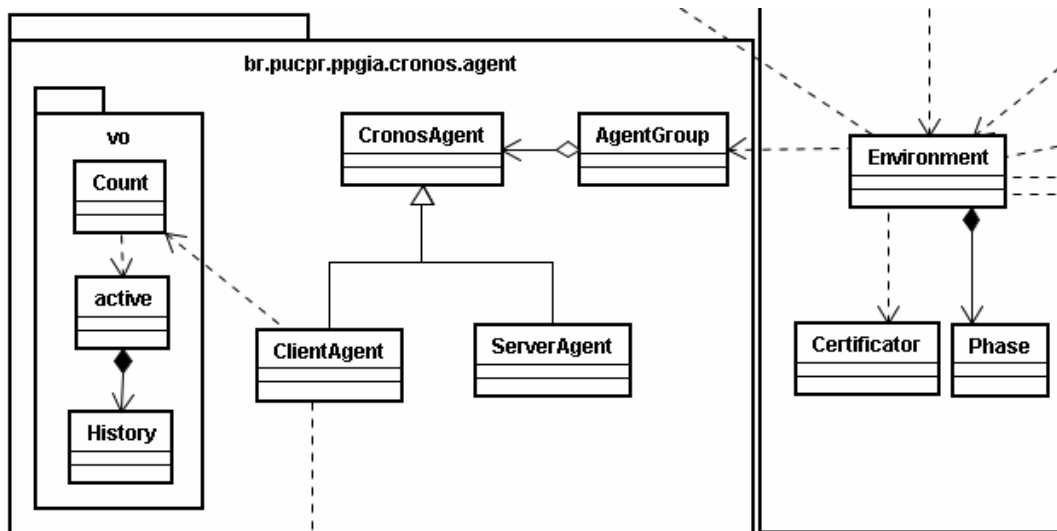 br.pucpr.ppgia.cronos.agent
vo
Count
active
History
CronosAgent
AgentGroup
ClientAgent
ServerAgent
Environment
Certificator
Phase